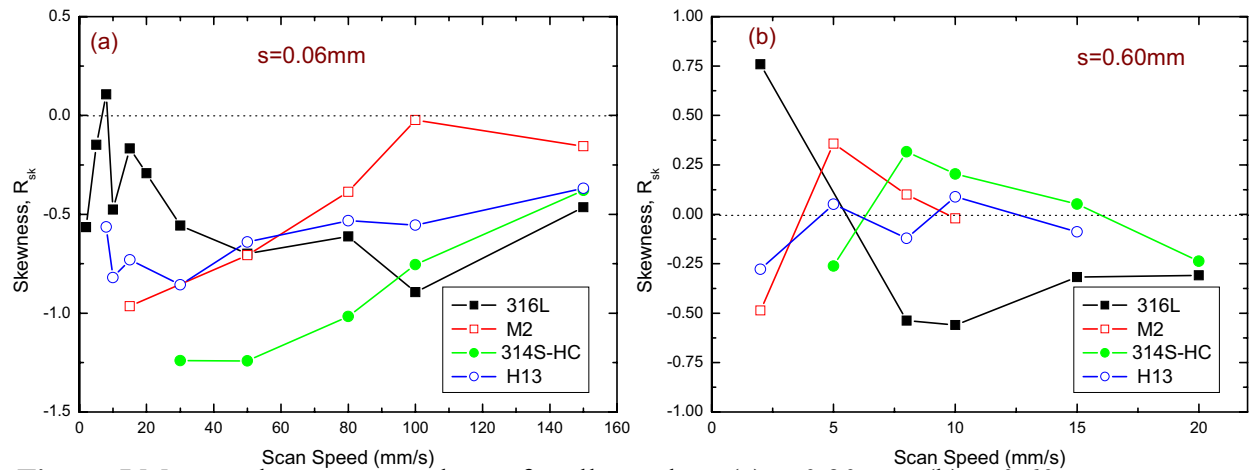 (a)
s=0.06mm
Skewness, R_sk
0.5
0.0
-0.5
-1.0
-1.5
0 20 40 60 80 100 120 140 160
Scan Speed (mm/s)
316L
M2
314S-HC
H13
(b)
s=0.60mm
Skewness, R_sk
1.00
0.75
0.50
0.25
0.00
-0.25
-0.50
-0.75
-1.00
0 5 10 15 20
Scan Speed (mm/s)
316L
M2
314S-HC
H13